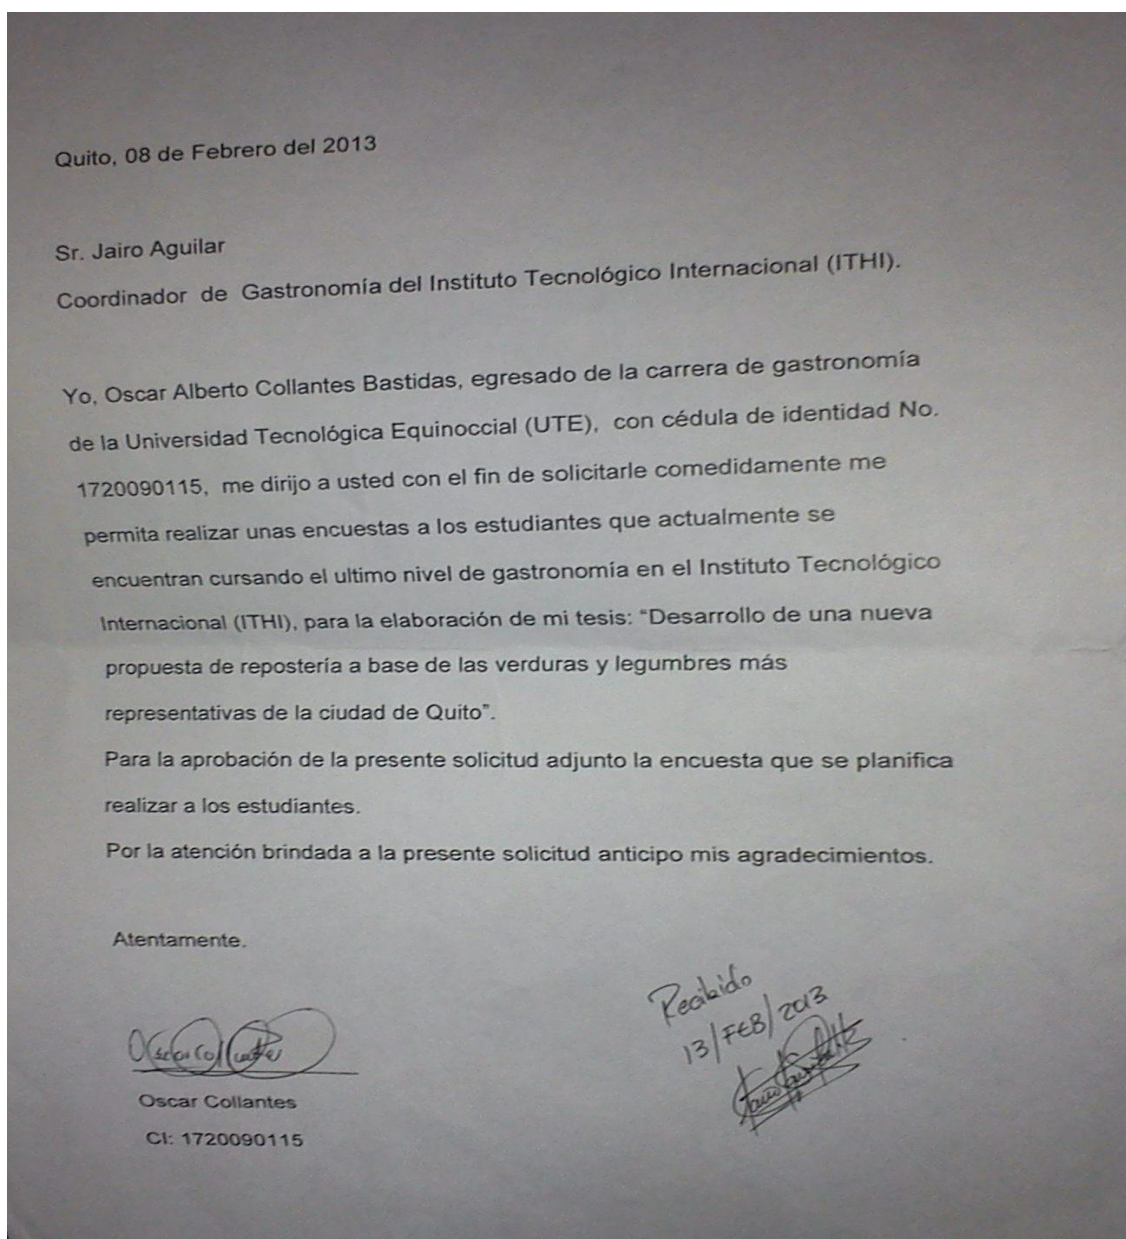 Quito, 08 de Febrero del 2013
Sr. Jairo Aguilar
Coordinador de Gastronomía del Instituto Tecnológico Internacional (ITHI).
Yo, Oscar Alberto Collantes Bastidas, egresado de la carrera de gastronomía
de la Universidad Tecnológica Equinoccial (UTE), con cédula de identidad No.
1720090115, me dirijo a usted con el fin de solicitarle comedidamente me
permita realizar unas encuestas a los estudiantes que actualmente se
encuentran cursando el ultimo nivel de gastronomía en el Instituto Tecnológico
Internacional (ITHI), para la elaboración de mi tesis: “Desarrollo de una nueva
propuesta de repostería a base de las verduras y legumbres más
representativas de la ciudad de Quito”.
Para la aprobación de la presente solicitud adjunto la encuesta que se planifica
realizar a los estudiantes.
Por la atención brindada a la presente solicitud anticipo mis agradecimientos.
Atentamente.
Recibido
13/FEB/2013
Oscar Collantes
CI: 1720090115